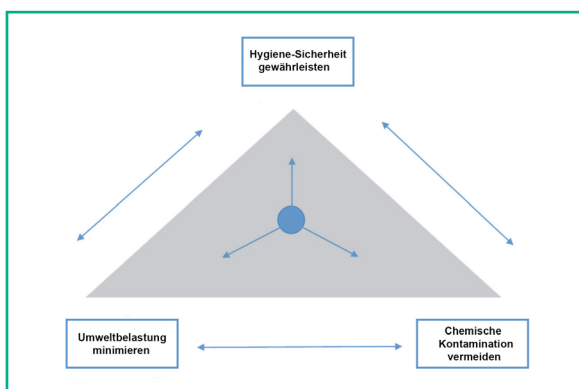 Hygiene-Sicherheit
gewährleisten
Umweltbelastung
minimieren
Chemische
Kontamination
vermeiden